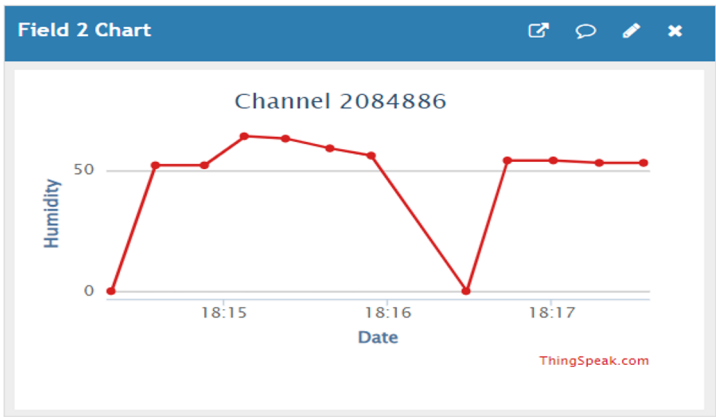 Field 2 Chart
Channel 2084886
50
Humidity
0
18:15 18:16 18:17
Date
ThingSpeak.com